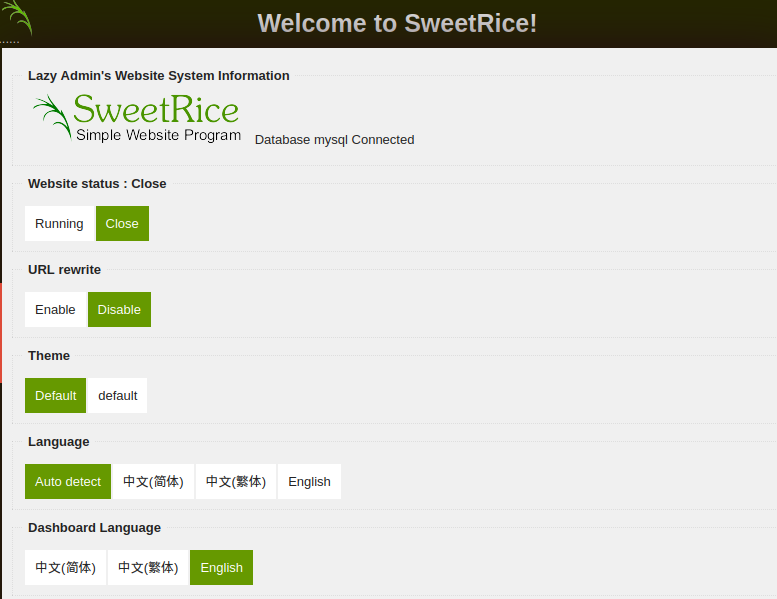 Welcome to SweetRice!
......
Lazy Admin's Website System Information
SweetRice
Simple Website Program
Database mysql Connected
Website status : Close
Running Close
URL rewrite
Enable Disable
Theme
Default default
Language
Auto detect 中文(简体) 中文(繁体) English
Dashboard Language
中文(简体) 中文(繁体) English